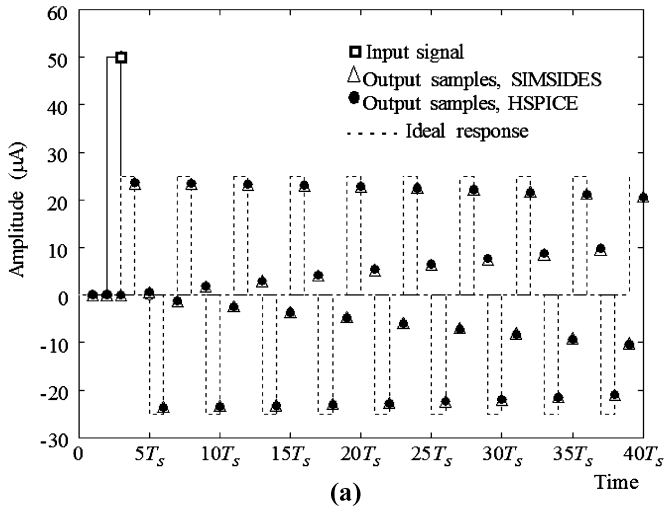 60
50
40
30
20
10
0
-10
-20
-30
Amplitude (μA)
Input signal
Output samples, SIMSIDES
Output samples, HSPICE
Ideal response
0 5Ts 10Ts 15Ts 20Ts 25Ts 30Ts 35Ts 40Ts
Time
(a)